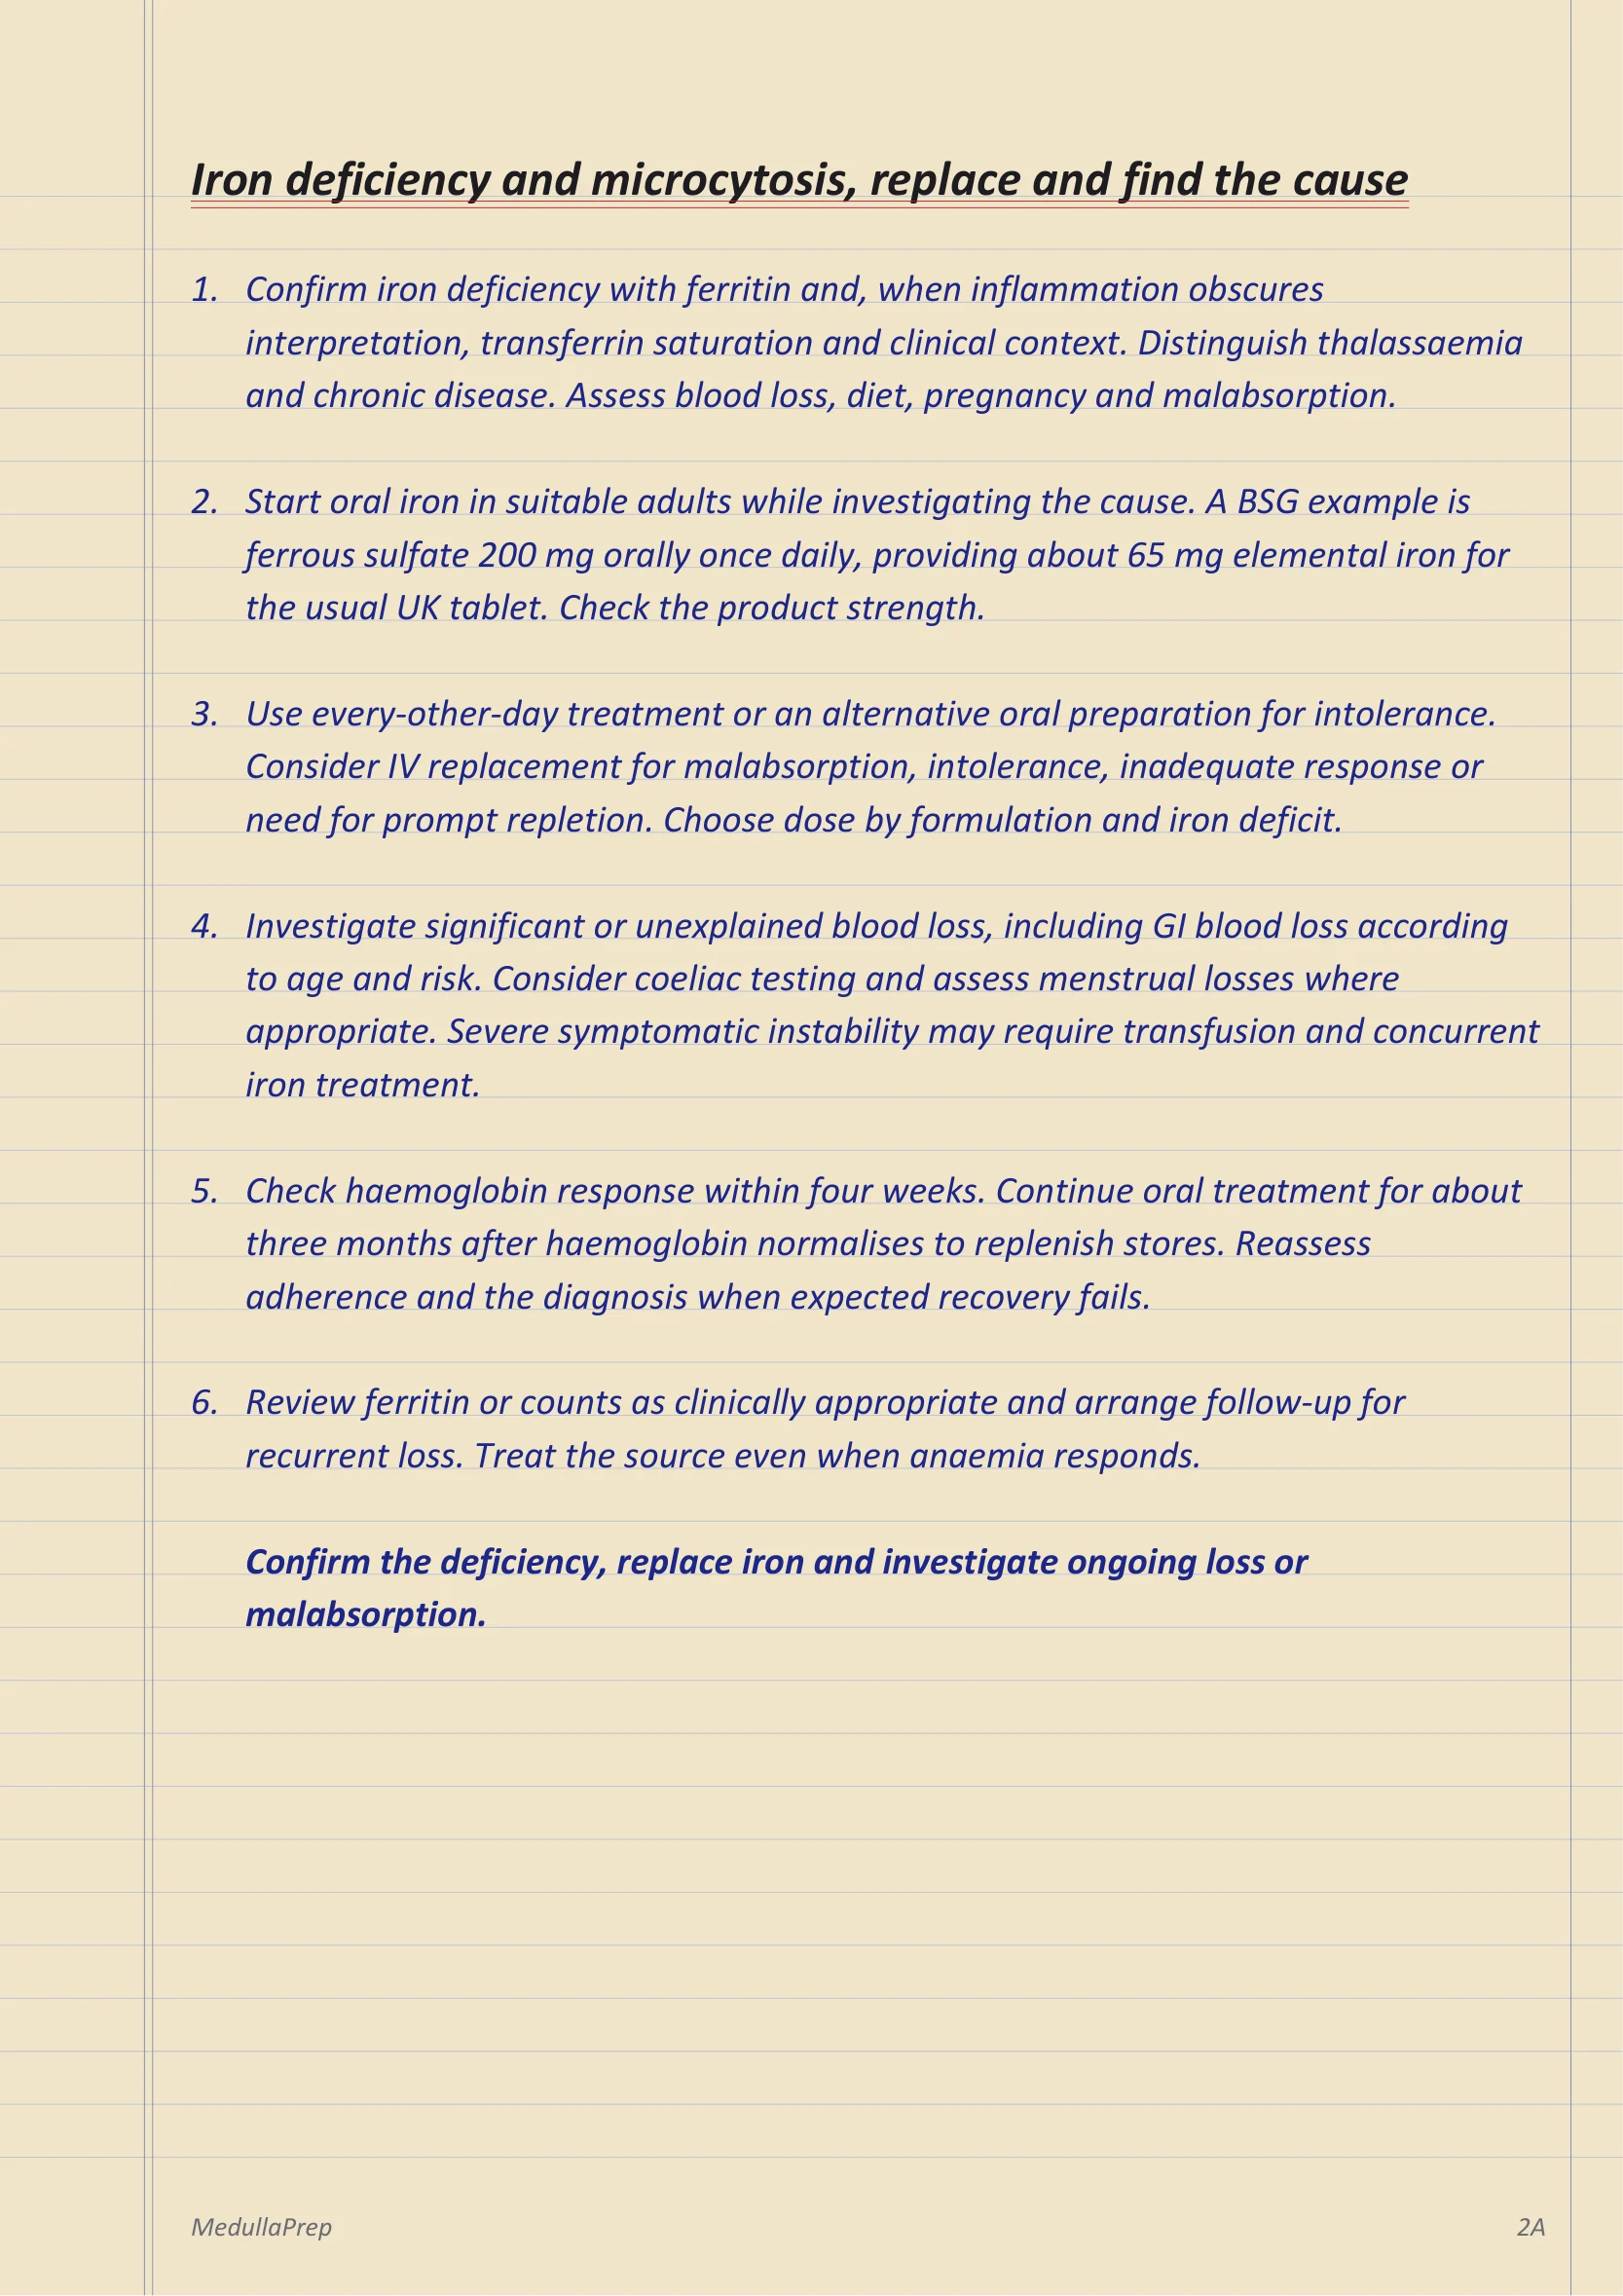 Iron deficiency and microcytosis, replace and find the cause
1. Confirm iron deficiency with ferritin and, when inflammation obscures
interpretation, transferrin saturation and clinical context. Distinguish thalassaemia
and chronic disease. Assess blood loss, diet, pregnancy and malabsorption.
2. Start oral iron in suitable adults while investigating the cause. A BSG example is
ferrous sulfate 200 mg orally once daily, providing about 65 mg elemental iron for
the usual UK tablet. Check the product strength.
3. Use every-other-day treatment or an alternative oral preparation for intolerance.
Consider IV replacement for malabsorption, intolerance, inadequate response or
need for prompt repletion. Choose dose by formulation and iron deficit.
4. Investigate significant or unexplained blood loss, including GI blood loss according
to age and risk. Consider coeliac testing and assess menstrual losses where
appropriate. Severe symptomatic instability may require transfusion and concurrent
iron treatment.
5. Check haemoglobin response within four weeks. Continue oral treatment for about
three months after haemoglobin normalises to replenish stores. Reassess
adherence and the diagnosis when expected recovery fails.
6. Review ferritin or counts as clinically appropriate and arrange follow-up for
recurrent loss. Treat the source even when anaemia responds.
Confirm the deficiency, replace iron and investigate ongoing loss or
malabsorption.
MedullaPrep
2A